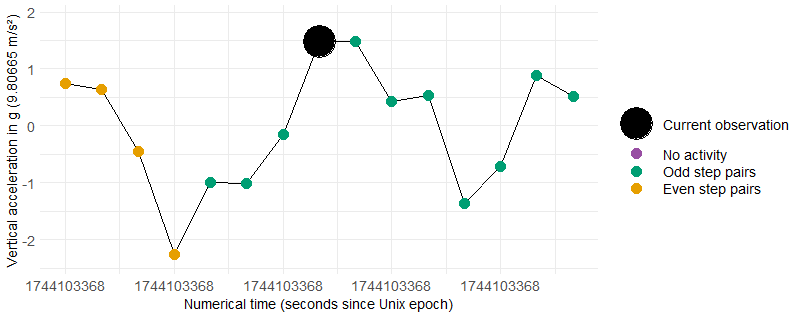 Vertical acceleration in g (9.80665 m/s²)
2
1
0
-1
-2
1744103368 1744103368 1744103368 1744103368 1744103368
Numerical time (seconds since Unix epoch)
Current observation
No activity
Odd step pairs
Even step pairs